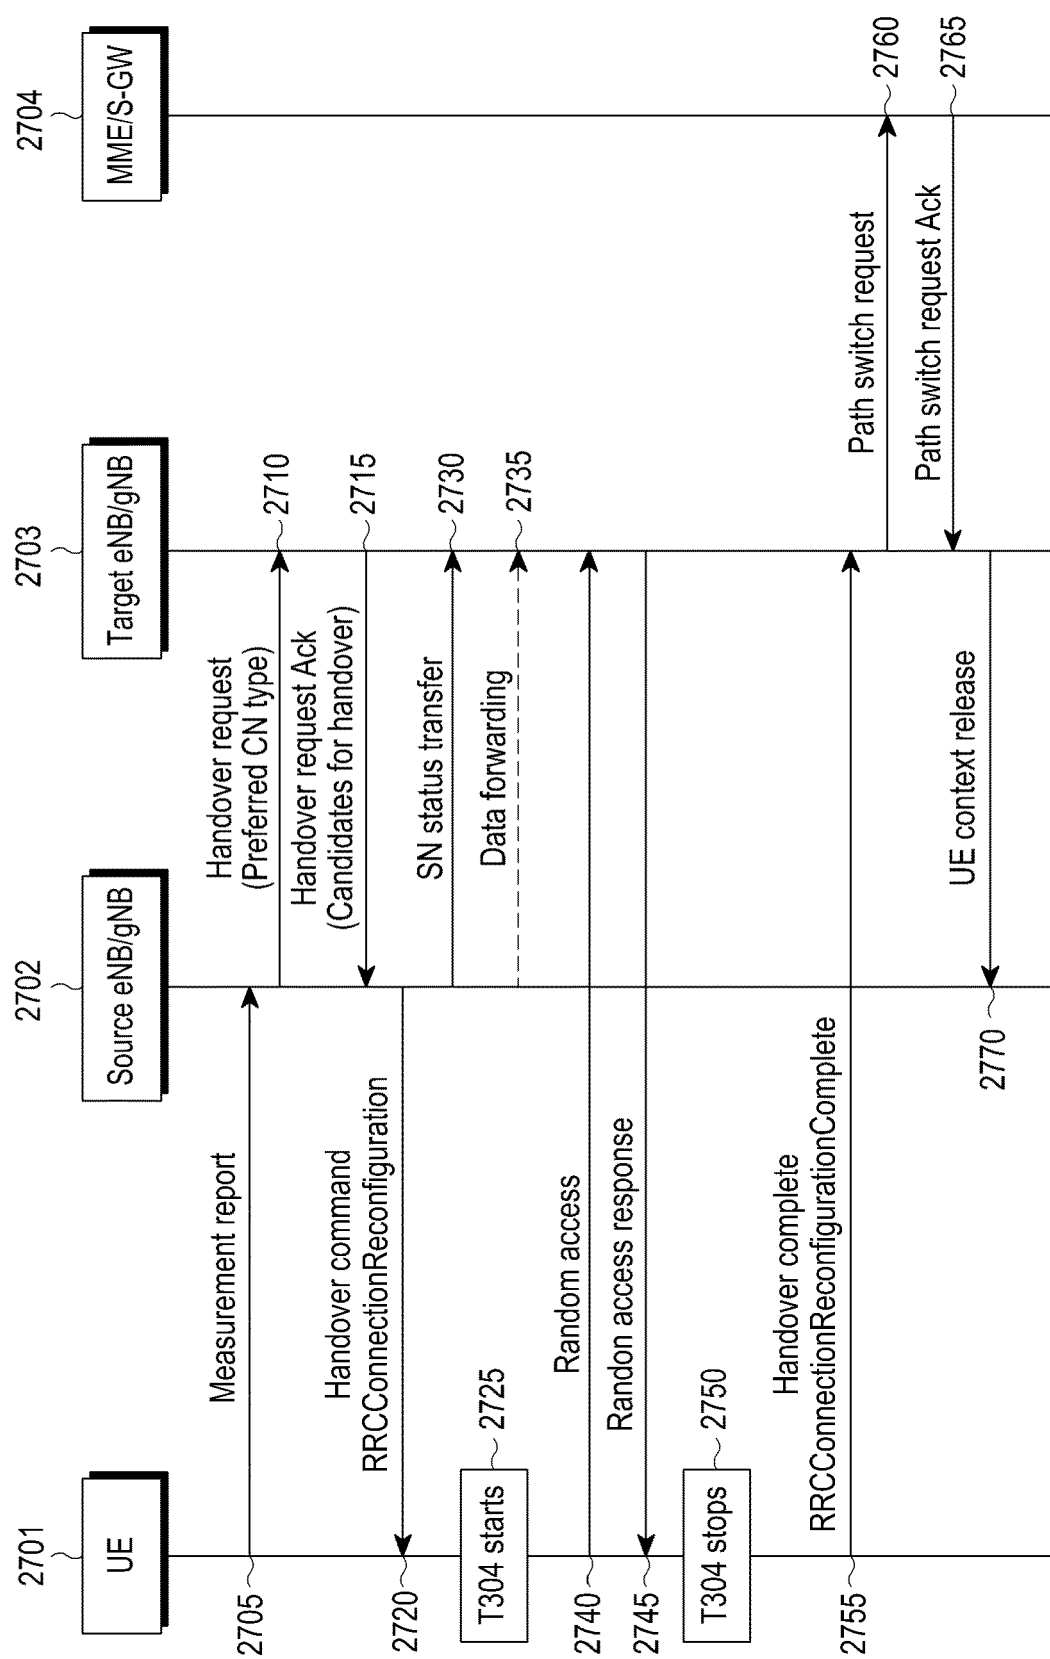 2701
UE
2702
Source eNB/gNB
2703
Target eNB/gNB
2704
MME/S-GW
2705
Measurement report
Handover request
(Preferred CN type)
2710
Handover request Ack
(Candidates for handover)
2715
2720
Handover command
RRCConnectionReconfiguration
SN status transfer
2730
T304 starts
2725
Data forwarding
2735
2740
Random access
2745
Randon access response
T304 stops
2750
2755
Handover complete
RRCConnectionReconfigurationComplete
Path switch request
2760
Path switch request Ack
2765
UE context release
2770